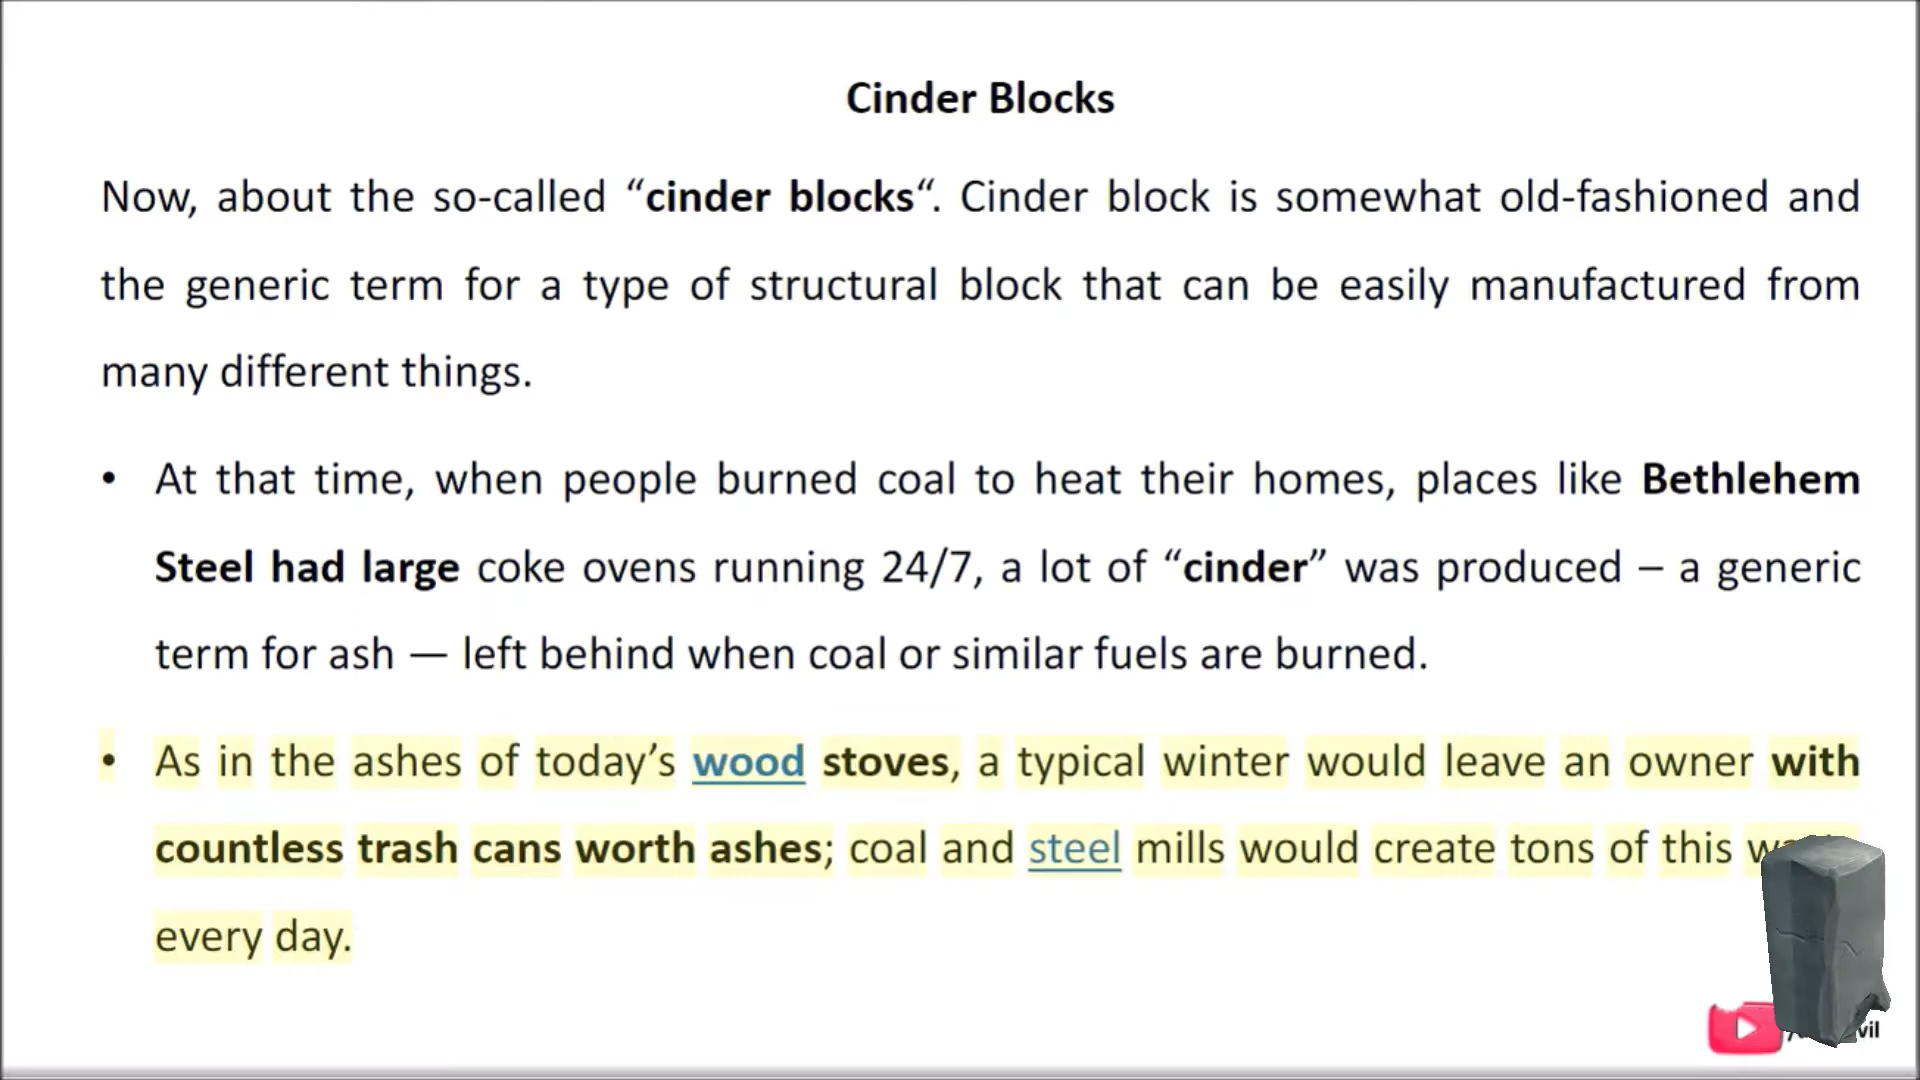 Cinder Blocks
Now, about the so-called “cinder blocks“. Cinder block is somewhat old-fashioned and
the generic term for a type of structural block that can be easily manufactured from
many different things.
• At that time, when people burned coal to heat their homes, places like Bethlehem
Steel had large coke ovens running 24/7, a lot of “cinder” was produced – a generic
term for ash — left behind when coal or similar fuels are burned.
• As in the ashes of today’s wood stoves, a typical winter would leave an owner with
countless trash cans worth ashes; coal and steel mills would create tons of this
every day.